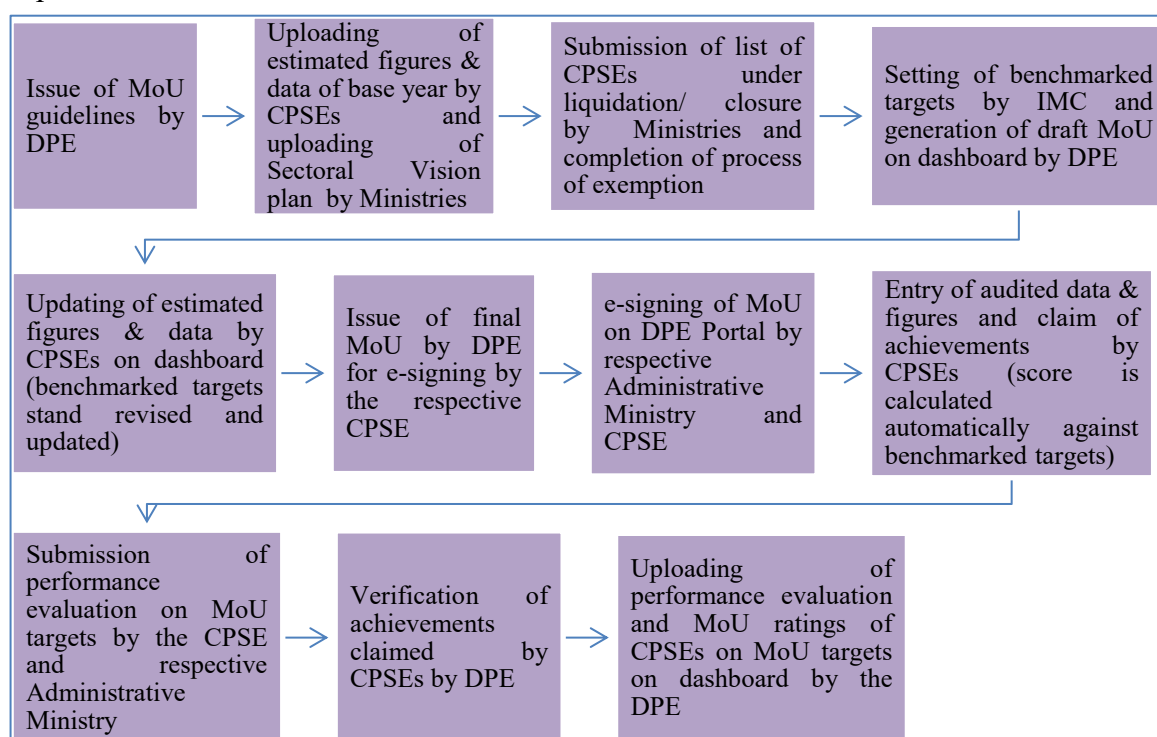 Issue of MoU
guidelines by
DPE
Uploading of
estimated figures &
data of base year by
CPSEs and
uploading of
Sectoral Vision
plan by Ministries
Submission of list of
CPSEs under
liquidation/ closure
by Ministries and
completion of process
of exemption
Setting of benchmarked
targets by IMC and
generation of draft MoU
on dashboard by DPE
Updating of estimated
figures & data by
CPSEs on dashboard
(benchmarked targets
stand revised and
updated)
Issue of final
MoU by DPE
for e-signing by
the respective
CPSE
e-signing of MoU
on DPE Portal by
respective
Administrative
Ministry and
CPSE
Entry of audited data &
figures and claim of
achievements by
CPSEs (score is
calculated
automatically against
benchmarked targets)
Submission of
performance
evaluation on MoU
targets by the CPSE
and respective
Administrative
Ministry
Verification of
achievements
claimed by
CPSEs by DPE
Uploading of
performance evaluation
and MoU ratings of
CPSEs on MoU targets
on dashboard by the
DPE